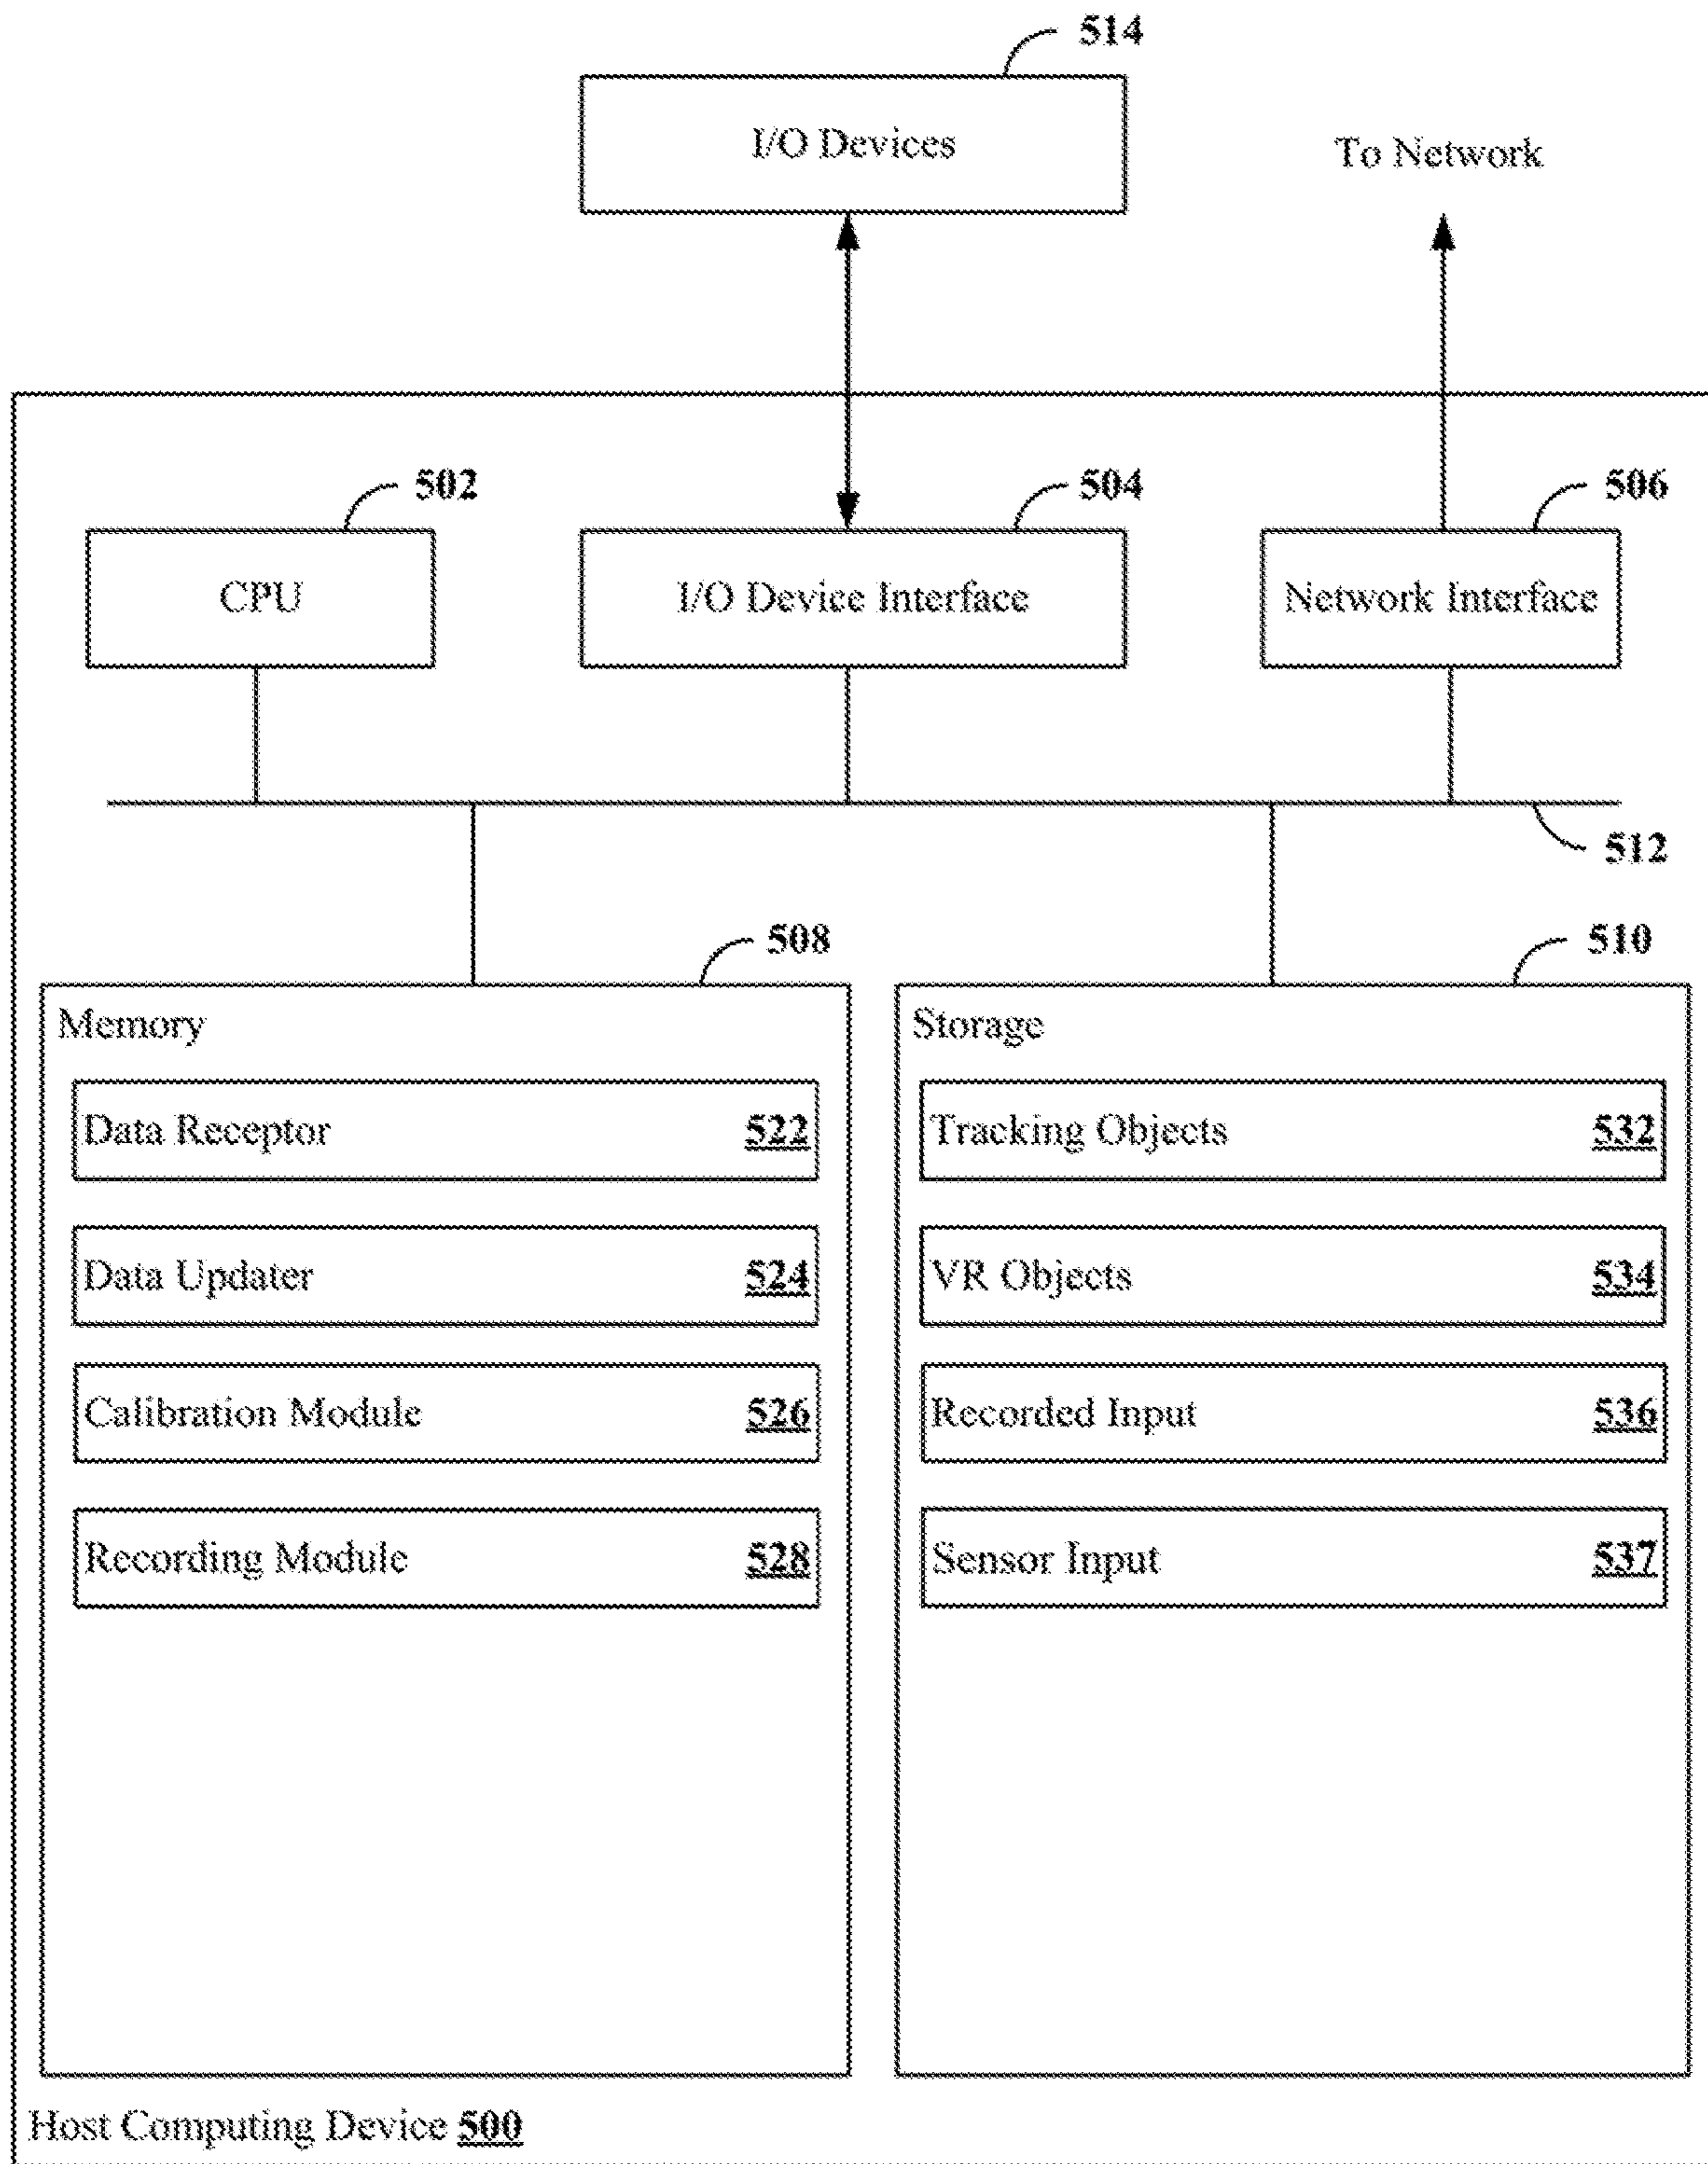 514
I/O Devices
To Network
502
504
506
CPU
I/O Device Interface
Network Interface
512
508
510
Memory
Storage
Data Receptor 522
Tracking Objects 532
Data Updater 524
VR Objects 534
Calibration Module 526
Recorded Input 536
Recording Module 528
Sensor Input 537
Host Computing Device 500